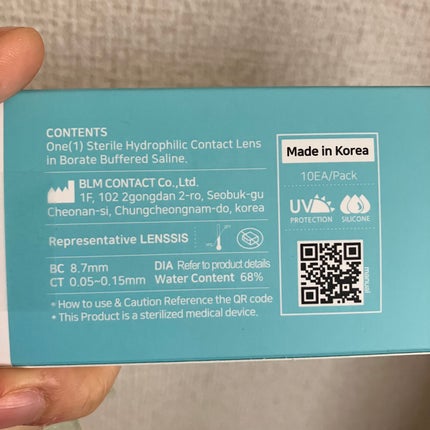 CONTENTS
One(1) Sterile Hydrophilic Contact Lens
in Borate Buffered Saline.
BLM CONTACT Co.,Ltd.
1F, 102 2gongdan 2-ro, Seobuk-gu
Cheonan-si, Chungcheongnam-do, korea
Representative LENSSIS
BC 8.7mm
DIA Refer to product details
CT 0.05~0.15mm
Water Content 68%
* How to use & Caution Reference the QR code
* This Product is a sterilized medical device.
Made in Korea
10EA/Pack
UV
PROTECTION
SILICONE
manual